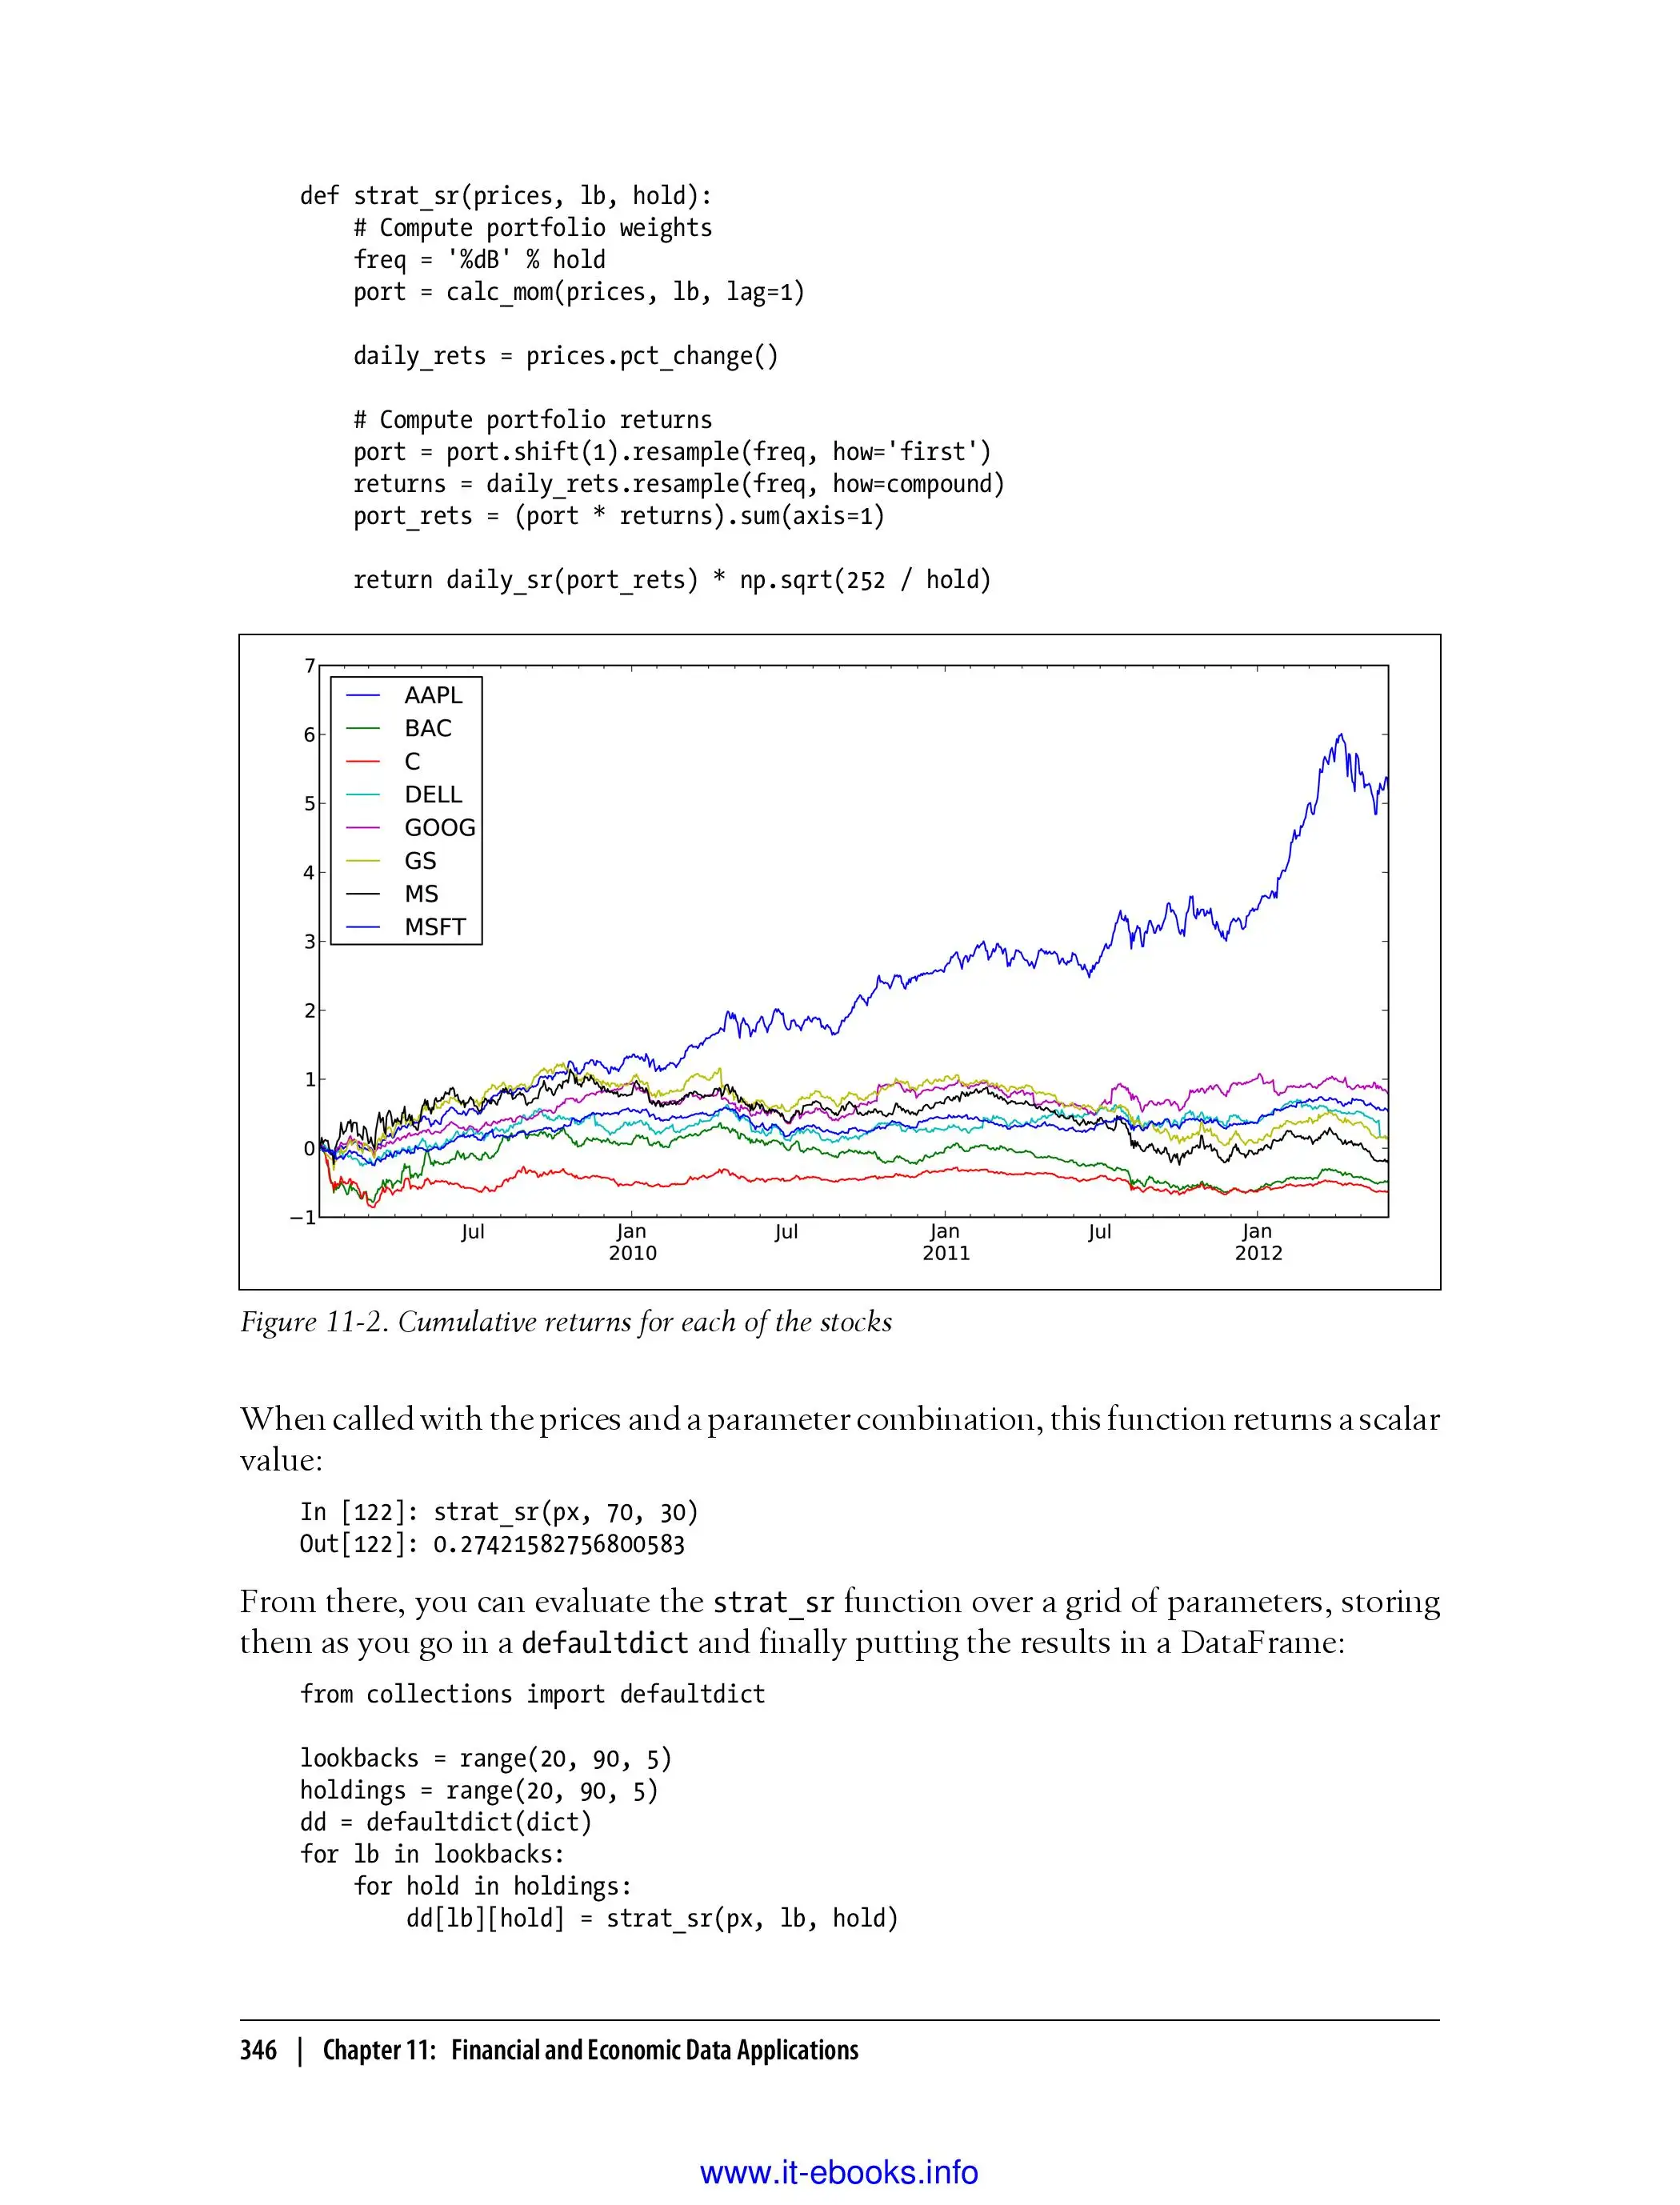 def strat_sr(prices, lb, hold):
    # Compute portfolio weights
    freq = '%dB' % hold
    port = calc_mom(prices, lb, lag=1)

    daily_rets = prices.pct_change()

    # Compute portfolio returns
    port = port.shift(1).resample(freq, how='first')
    returns = daily_rets.resample(freq, how=compound)
    port_rets = (port * returns).sum(axis=1)

    return daily_sr(port_rets) * np.sqrt(252 / hold)
7
6
5
4
3
2
1
0
−1
AAPL
BAC
C
DELL
GOOG
GS
MS
MSFT
Jul
Jan
2010
Jul
Jan
2011
Jul
Jan
2012
Figure 11-2. Cumulative returns for each of the stocks
When called with the prices and a parameter combination, this function returns a scalar
value:
In [122]: strat_sr(px, 70, 30)
Out[122]: 0.27421582756800583
From there, you can evaluate the strat_sr function over a grid of parameters, storing
them as you go in a defaultdict and finally putting the results in a DataFrame:
from collections import defaultdict

lookbacks = range(20, 90, 5)
holdings = range(20, 90, 5)
dd = defaultdict(dict)
for lb in lookbacks:
    for hold in holdings:
        dd[lb][hold] = strat_sr(px, lb, hold)
346 | Chapter 11: Financial and Economic Data Applications
www.it-ebooks.info